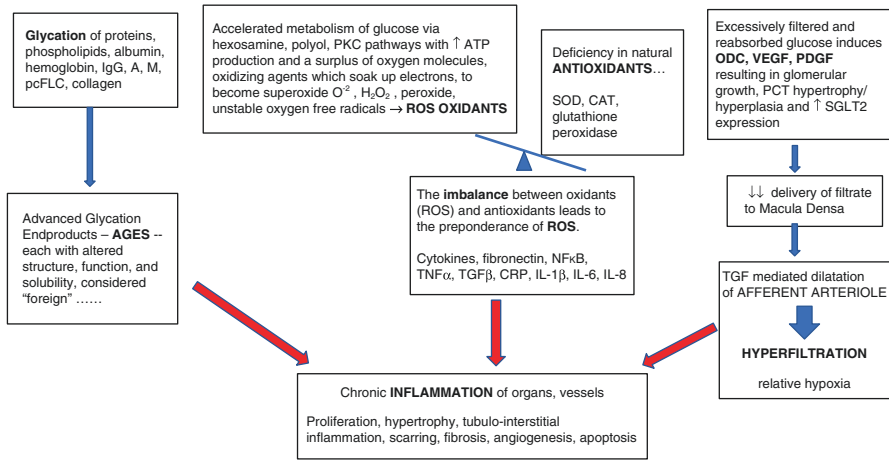 Glycation of proteins,
phospholipids, albumin,
hemoglobin, IgG, A, M,
pcFLC, collagen
Advanced Glycation
Endproducts – AGES --
each with altered
structure, function, and
solubility, considered
“foreign” ......
Accelerated metabolism of glucose via
hexosamine, polyol, PKC pathways with ↑ ATP
production and a surplus of oxygen molecules,
oxidizing agents which soak up electrons, to
become superoxide O⁻² , H₂O₂ , peroxide,
unstable oxygen free radicals → ROS OXIDANTS
Deficiency in natural
ANTIOXIDANTS…
SOD, CAT,
glutathione
peroxidase
The imbalance between oxidants
(ROS) and antioxidants leads to
the preponderance of ROS.
Cytokines, fibronectin, NFκB,
TNFα, TGFβ, CRP, IL-1β, IL-6, IL-8
Excessively filtered and
reabsorbed glucose induces
ODC, VEGF, PDGF
resulting in glomerular
growth, PCT hypertrophy/
hyperplasia and ↑ SGLT2
expression
↓↓ delivery of filtrate
to Macula Densa
TGF mediated dilatation
of AFFERENT ARTERIOLE
HYPERFILTRATION
relative hypoxia
Chronic INFLAMMATION of organs, vessels
Proliferation, hypertrophy, tubulo-interstitial
inflammation, scarring, fibrosis, angiogenesis, apoptosis